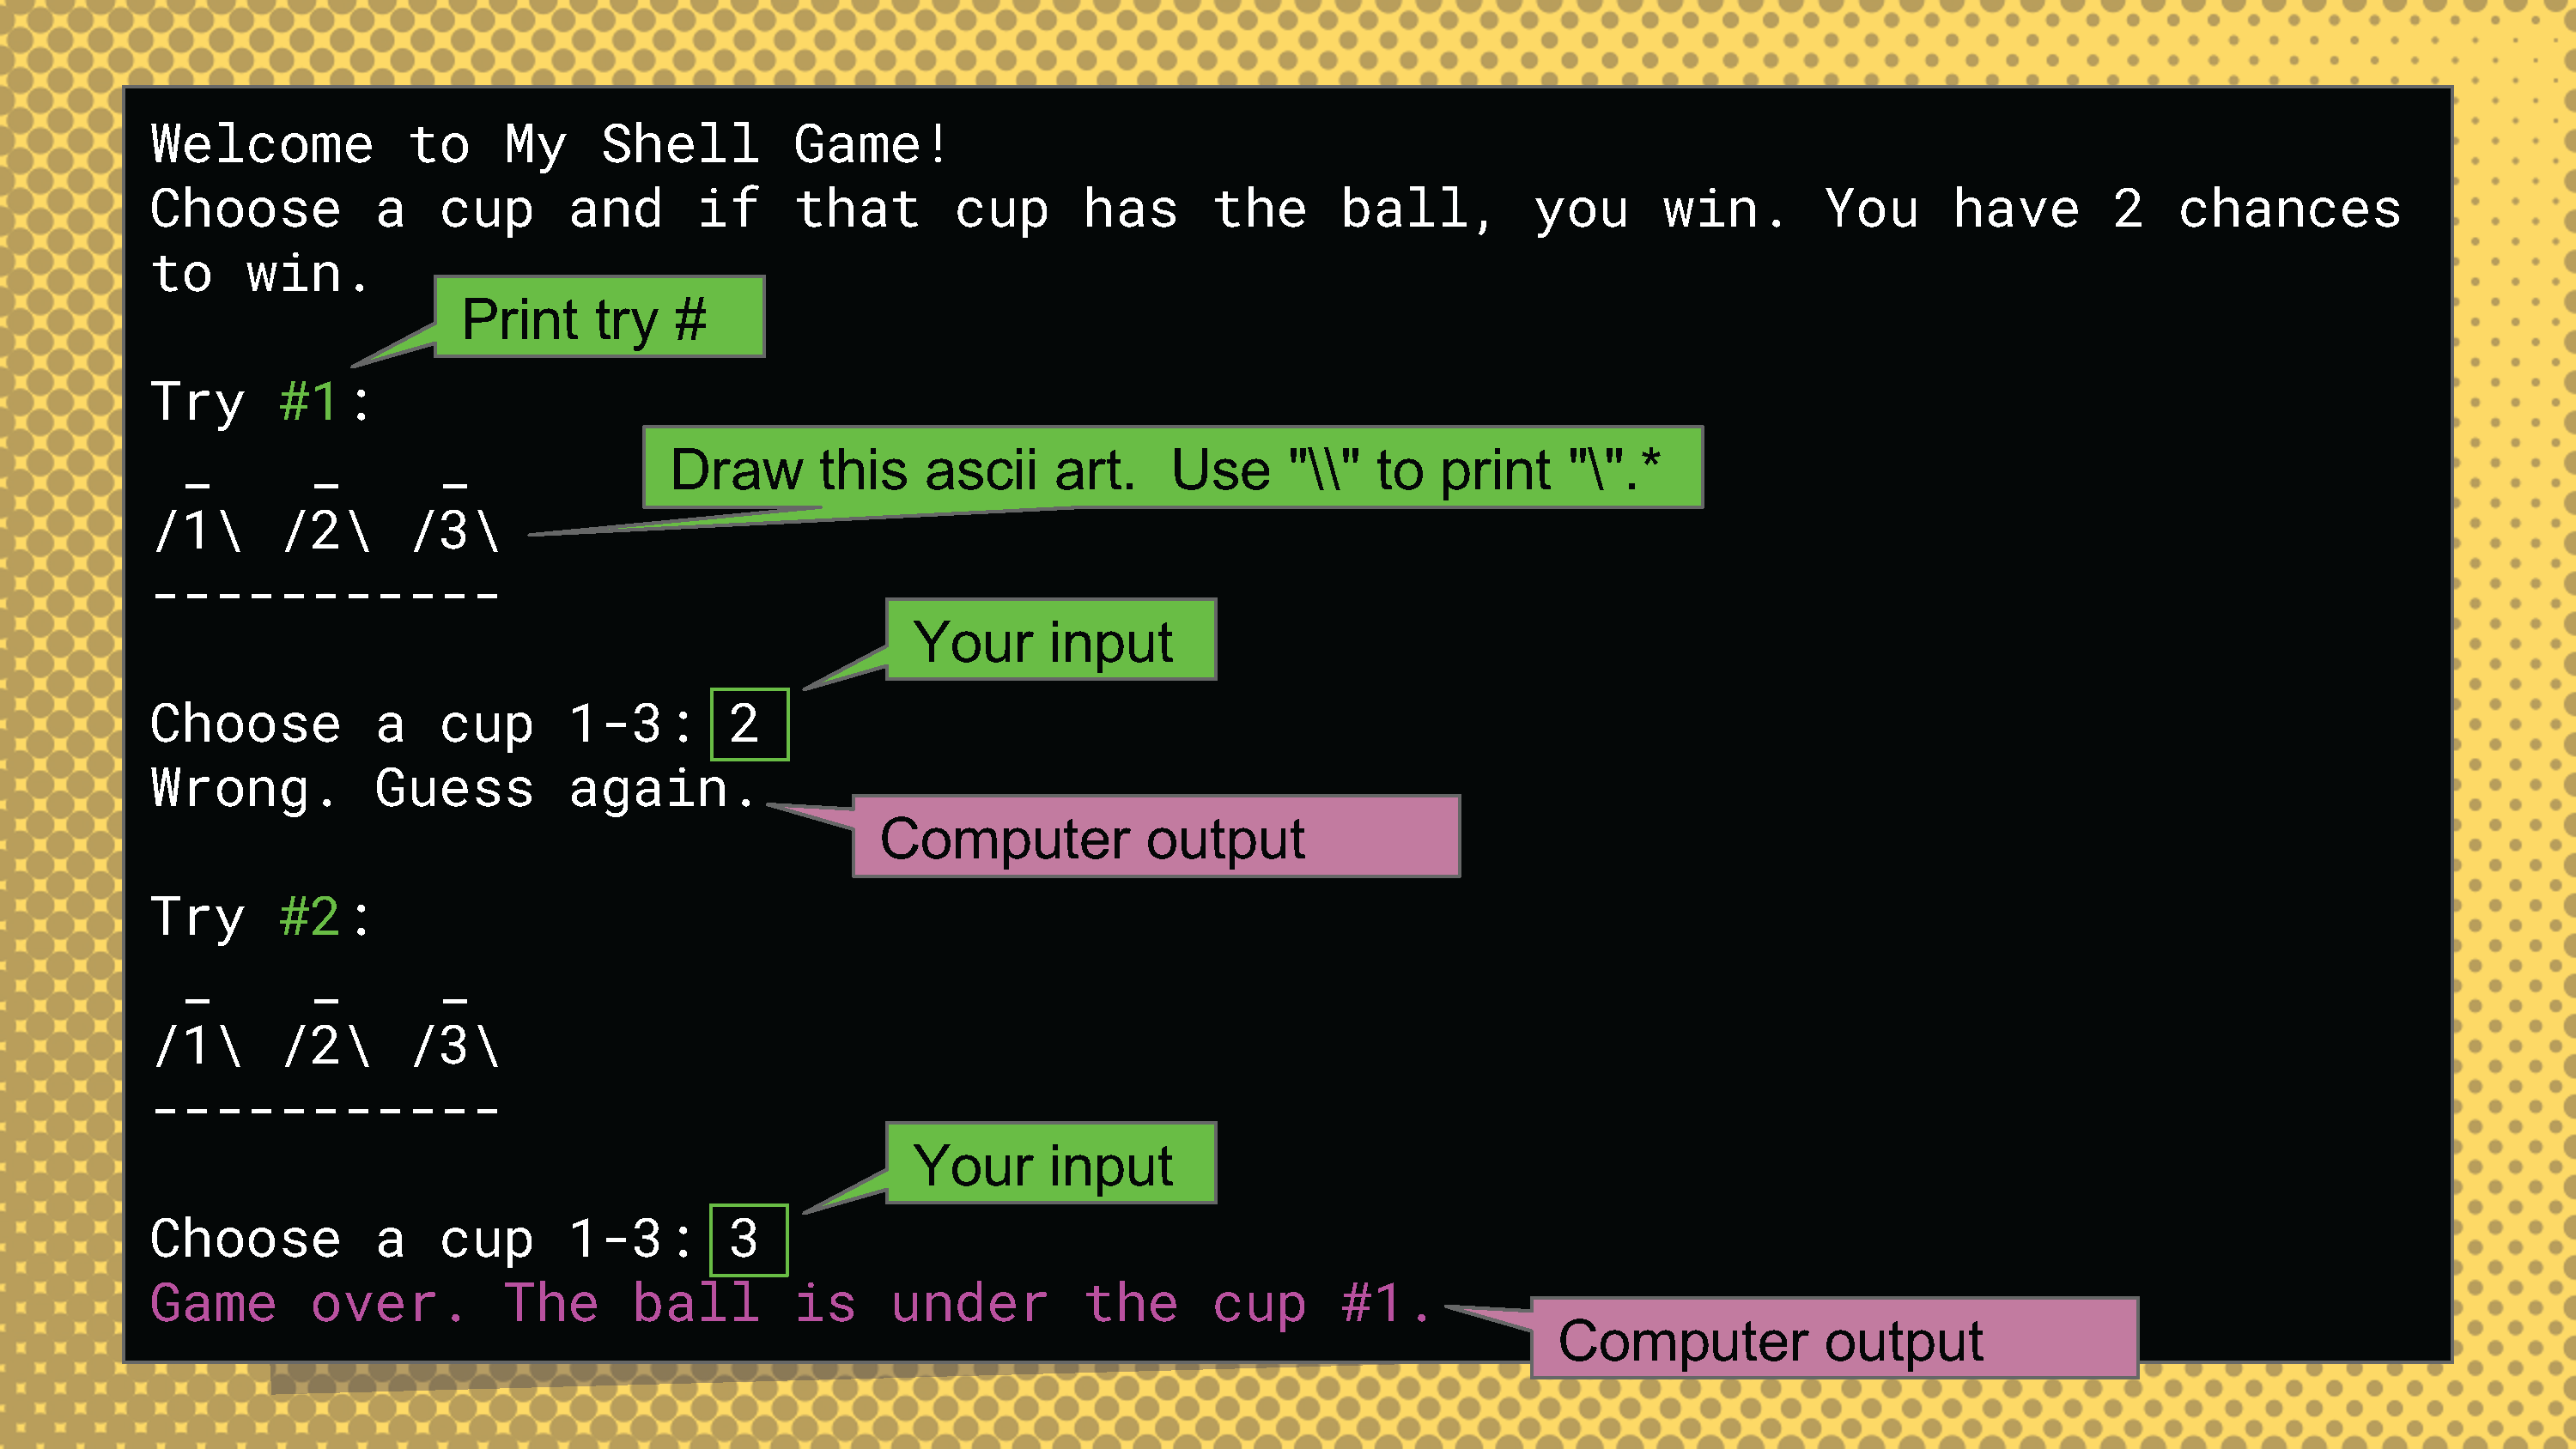 Welcome to My Shell Game!
Choose a cup and if that cup has the ball, you win. You have 2 chances
to win.
Print try #
Try #1:
Draw this ascii art.  Use "\\" to print "\".*
 _   _   _
/1\ /2\ /3\
-----------
Your input
Choose a cup 1-3: 2
Wrong. Guess again.
Computer output
Try #2:
 _   _   _
/1\ /2\ /3\
-----------
Your input
Choose a cup 1-3: 3
Game over. The ball is under the cup #1.
Computer output